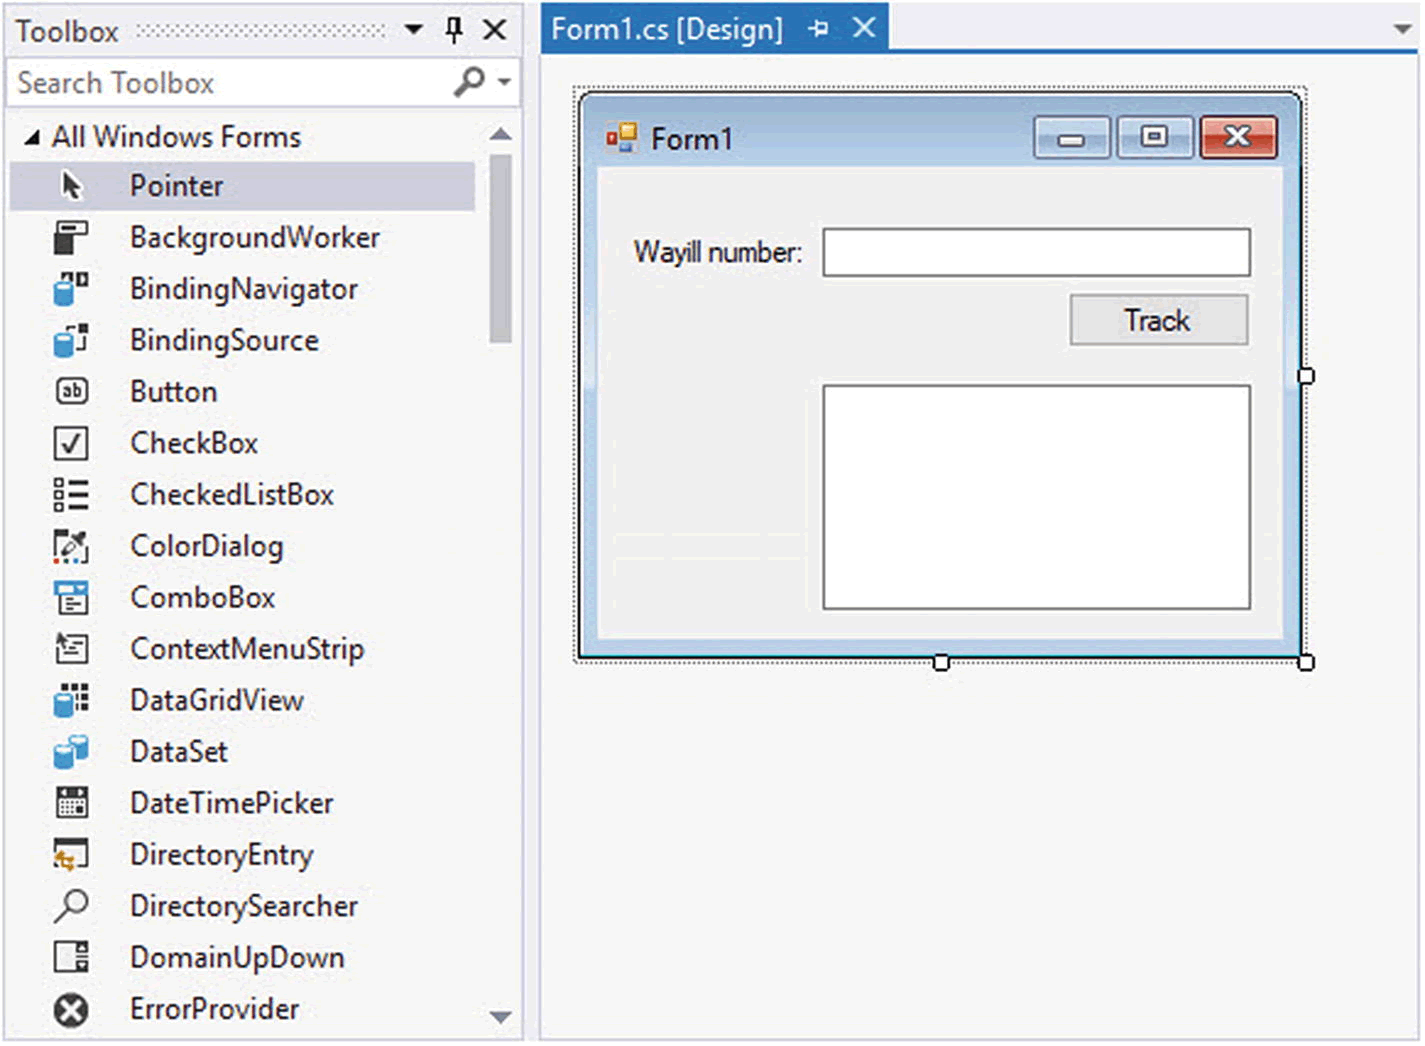 Toolbox
Search Toolbox
All Windows Forms
Pointer
BackgroundWorker
BindingNavigator
BindingSource
ab Button
CheckBox
CheckedListBox
ColorDialog
ComboBox
ContextMenuStrip
DataGridView
DataSet
DateTimePicker
DirectoryEntry
DirectorySearcher
DomainUpDown
ErrorProvider
Form1.cs [Design]
Form1
Wayill number:
Track